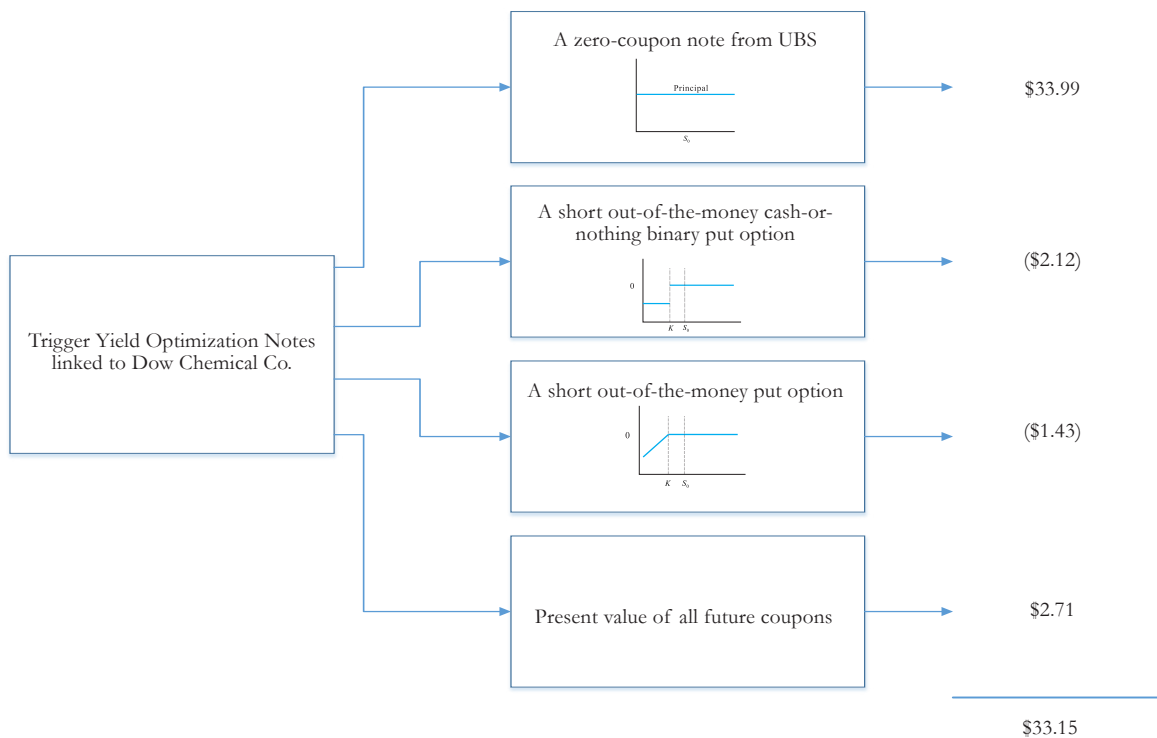 A zero-coupon note from UBS
Principal
S0
$33.99
A short out-of-the-money cash-or-
nothing binary put option
0
K S0
($2.12)
Trigger Yield Optimization Notes
linked to Dow Chemical Co.
A short out-of-the-money put option
0
K S0
($1.43)
Present value of all future coupons
$2.71
$33.15